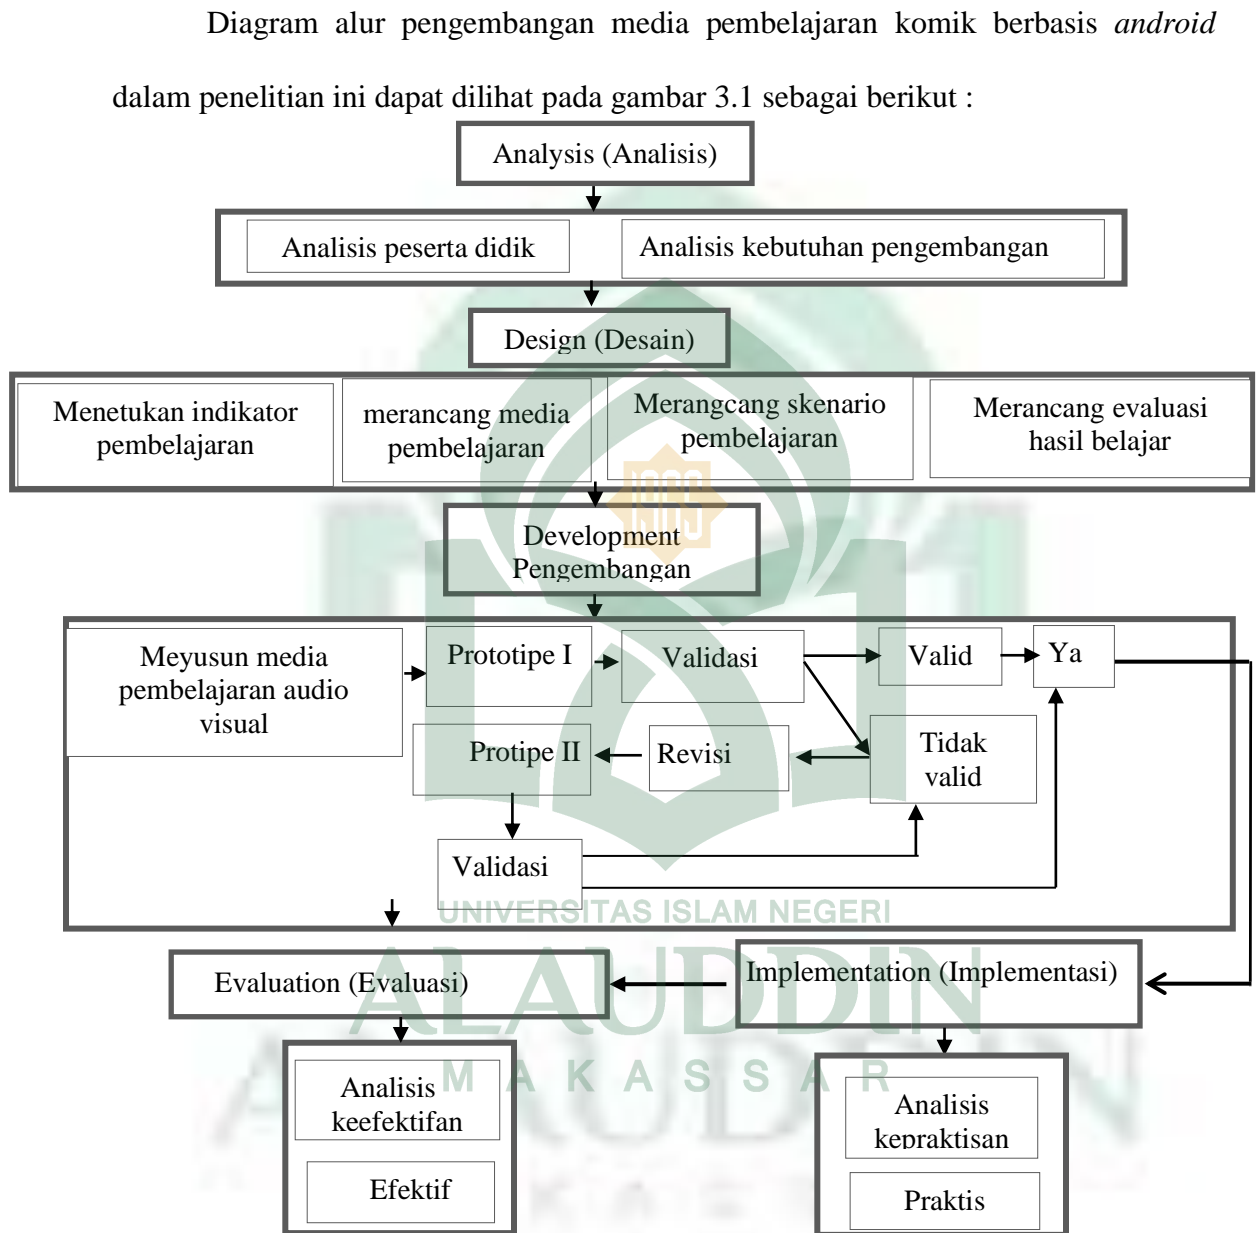 Diagram alur pengembangan media pembelajaran komik berbasis android
dalam penelitian ini dapat dilihat pada gambar 3.1 sebagai berikut :
Analysis (Analisis)
Analisis peserta didik
Analisis kebutuhan pengembangan
Design (Desain)
Menetukan indikator
pembelajaran
merancang media
pembelajaran
Merangcang skenario
pembelajaran
Merancang evaluasi
hasil belajar
Development
Pengembangan
Meyusun media
pembelajaran audio
visual
Prototipe I
Validasi
Valid
Ya
Protipe II
Revisi
Tidak
valid
Validasi
UNIVERSITAS ISLAM NEGERI
ALAUDDIN
MAKASSAR
Evaluation (Evaluasi)
Implementation (Implementasi)
Analisis
keefektifan
Efektif
Analisis
kepraktisan
Praktis